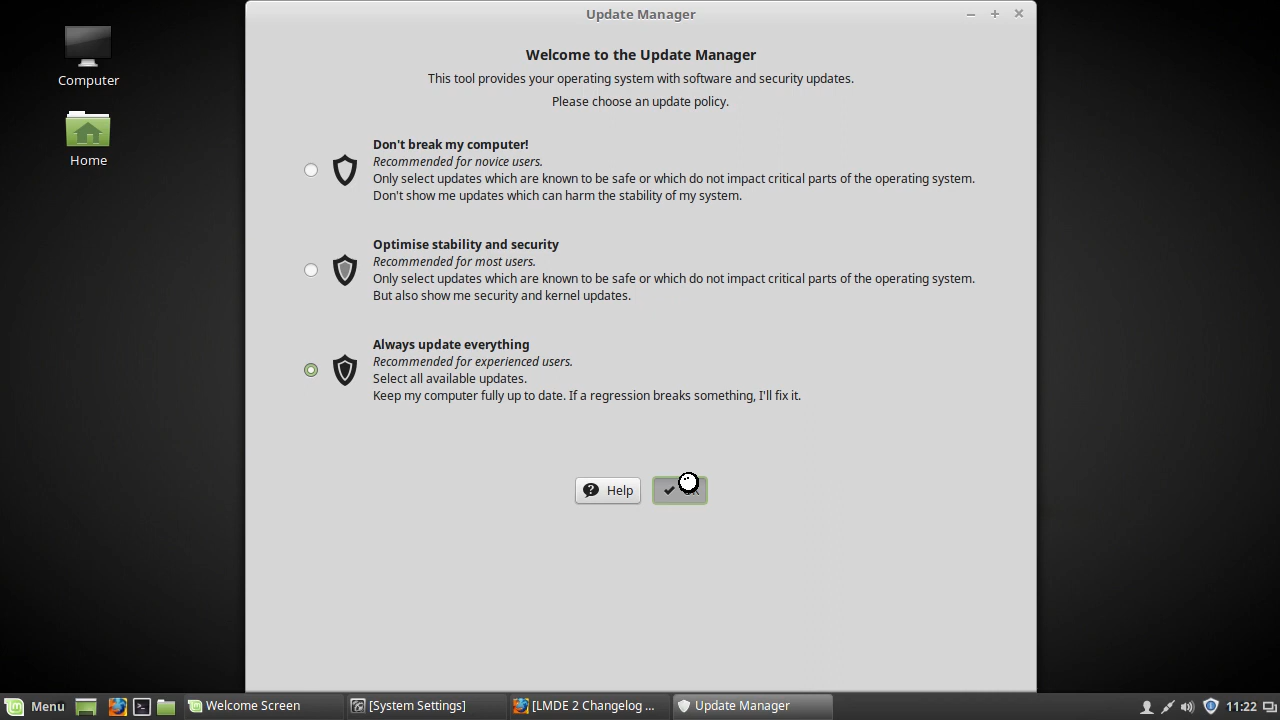 Update Manager
Computer
Home
Welcome to the Update Manager
This tool provides your operating system with software and security updates.
Please choose an update policy.
Don't break my computer!
Recommended for novice users.
Only select updates which are known to be safe or which do not impact critical parts of the operating system.
Don't show me updates which can harm the stability of my system.
Optimise stability and security
Recommended for most users.
Only select updates which are known to be safe or which do not impact critical parts of the operating system.
But also show me security and kernel updates.
Always update everything
Recommended for experienced users.
Select all available updates.
Keep my computer fully up to date. If a regression breaks something, I'll fix it.
Help
Menu
Welcome Screen
[System Settings]
[LMDE 2 Changelog ...
Update Manager
11:22